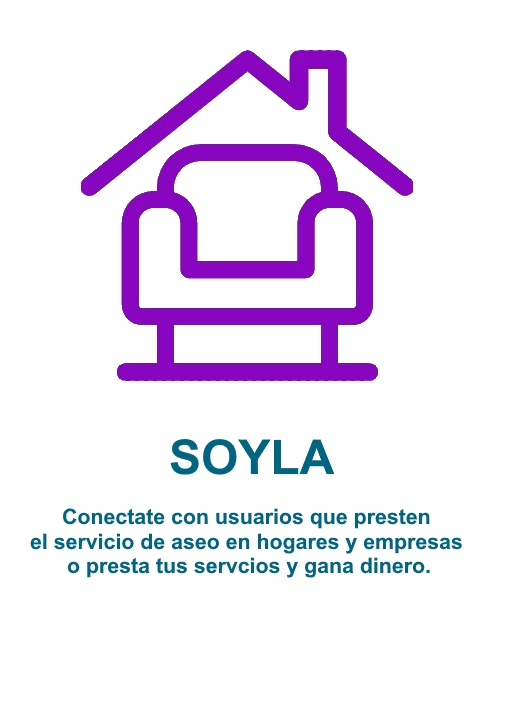 SOYLA
Conectate con usuarios que presten
el servicio de aseo en hogares y empresas
o presta tus servcios y gana dinero.